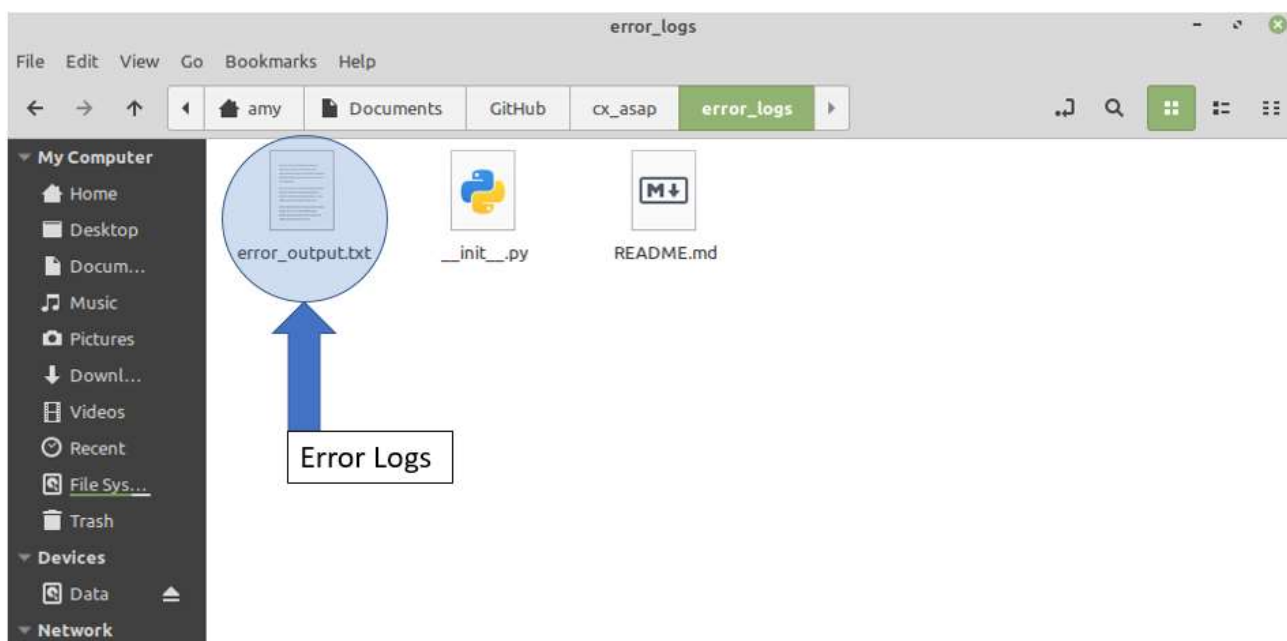 error_logs
File Edit View Go Bookmarks Help
amy Documents GitHub cx_asap error_logs
My Computer
Home
Desktop
Docum...
Music
Pictures
Downl...
Videos
Recent
File Sys...
Trash
Devices
Data
Network
error_output.txt __init__.py README.md
M
Error Logs